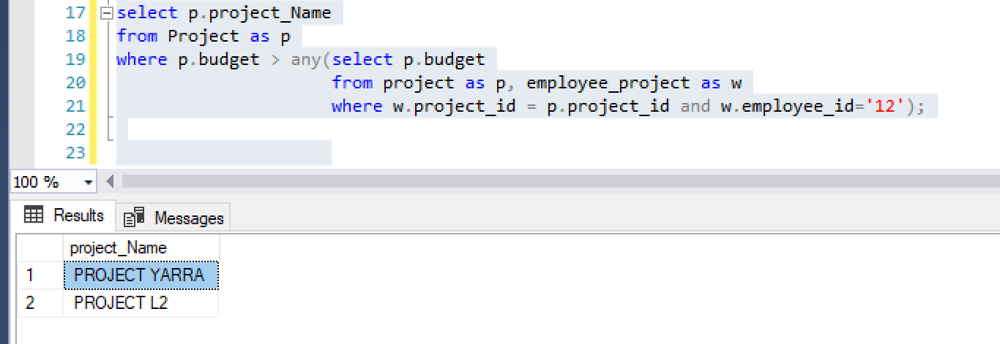 17 select p.project_Name
18 from Project as p
19 where p.budget > any(select p.budget
20 from project as p, employee_project as w
21 where w.project_id = p.project_id and w.employee_id='12');
22
23
100 %
Results Messages
project_Name
1 PROJECT YARRA
2 PROJECT L2